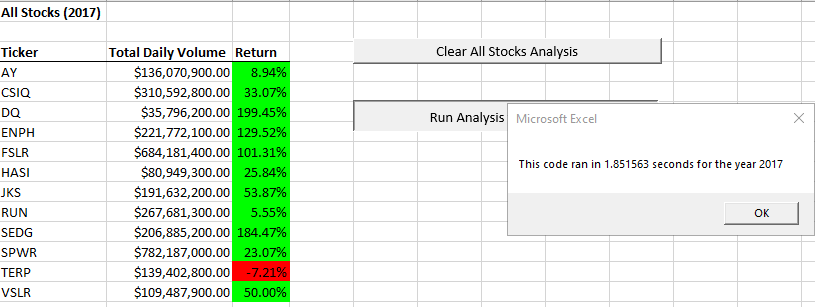 All Stocks (2017)
Ticker Total Daily Volume Return
AY $136,070,900.00 8.94%
CSIQ $310,592,800.00 33.07%
DQ $35,796,200.00 199.45%
ENPH $221,772,100.00 129.52%
FSLR $684,181,400.00 101.31%
HASI $80,949,300.00 25.84%
JKS $191,632,200.00 53.87%
RUN $267,681,300.00 5.55%
SEDG $206,885,200.00 184.47%
SPWR $782,187,000.00 23.07%
TERP $139,402,800.00 -7.21%
VSLR $109,487,900.00 50.00%
Clear All Stocks Analysis
Run Analysis
Microsoft Excel
This code ran in 1.851563 seconds for the year 2017
OK